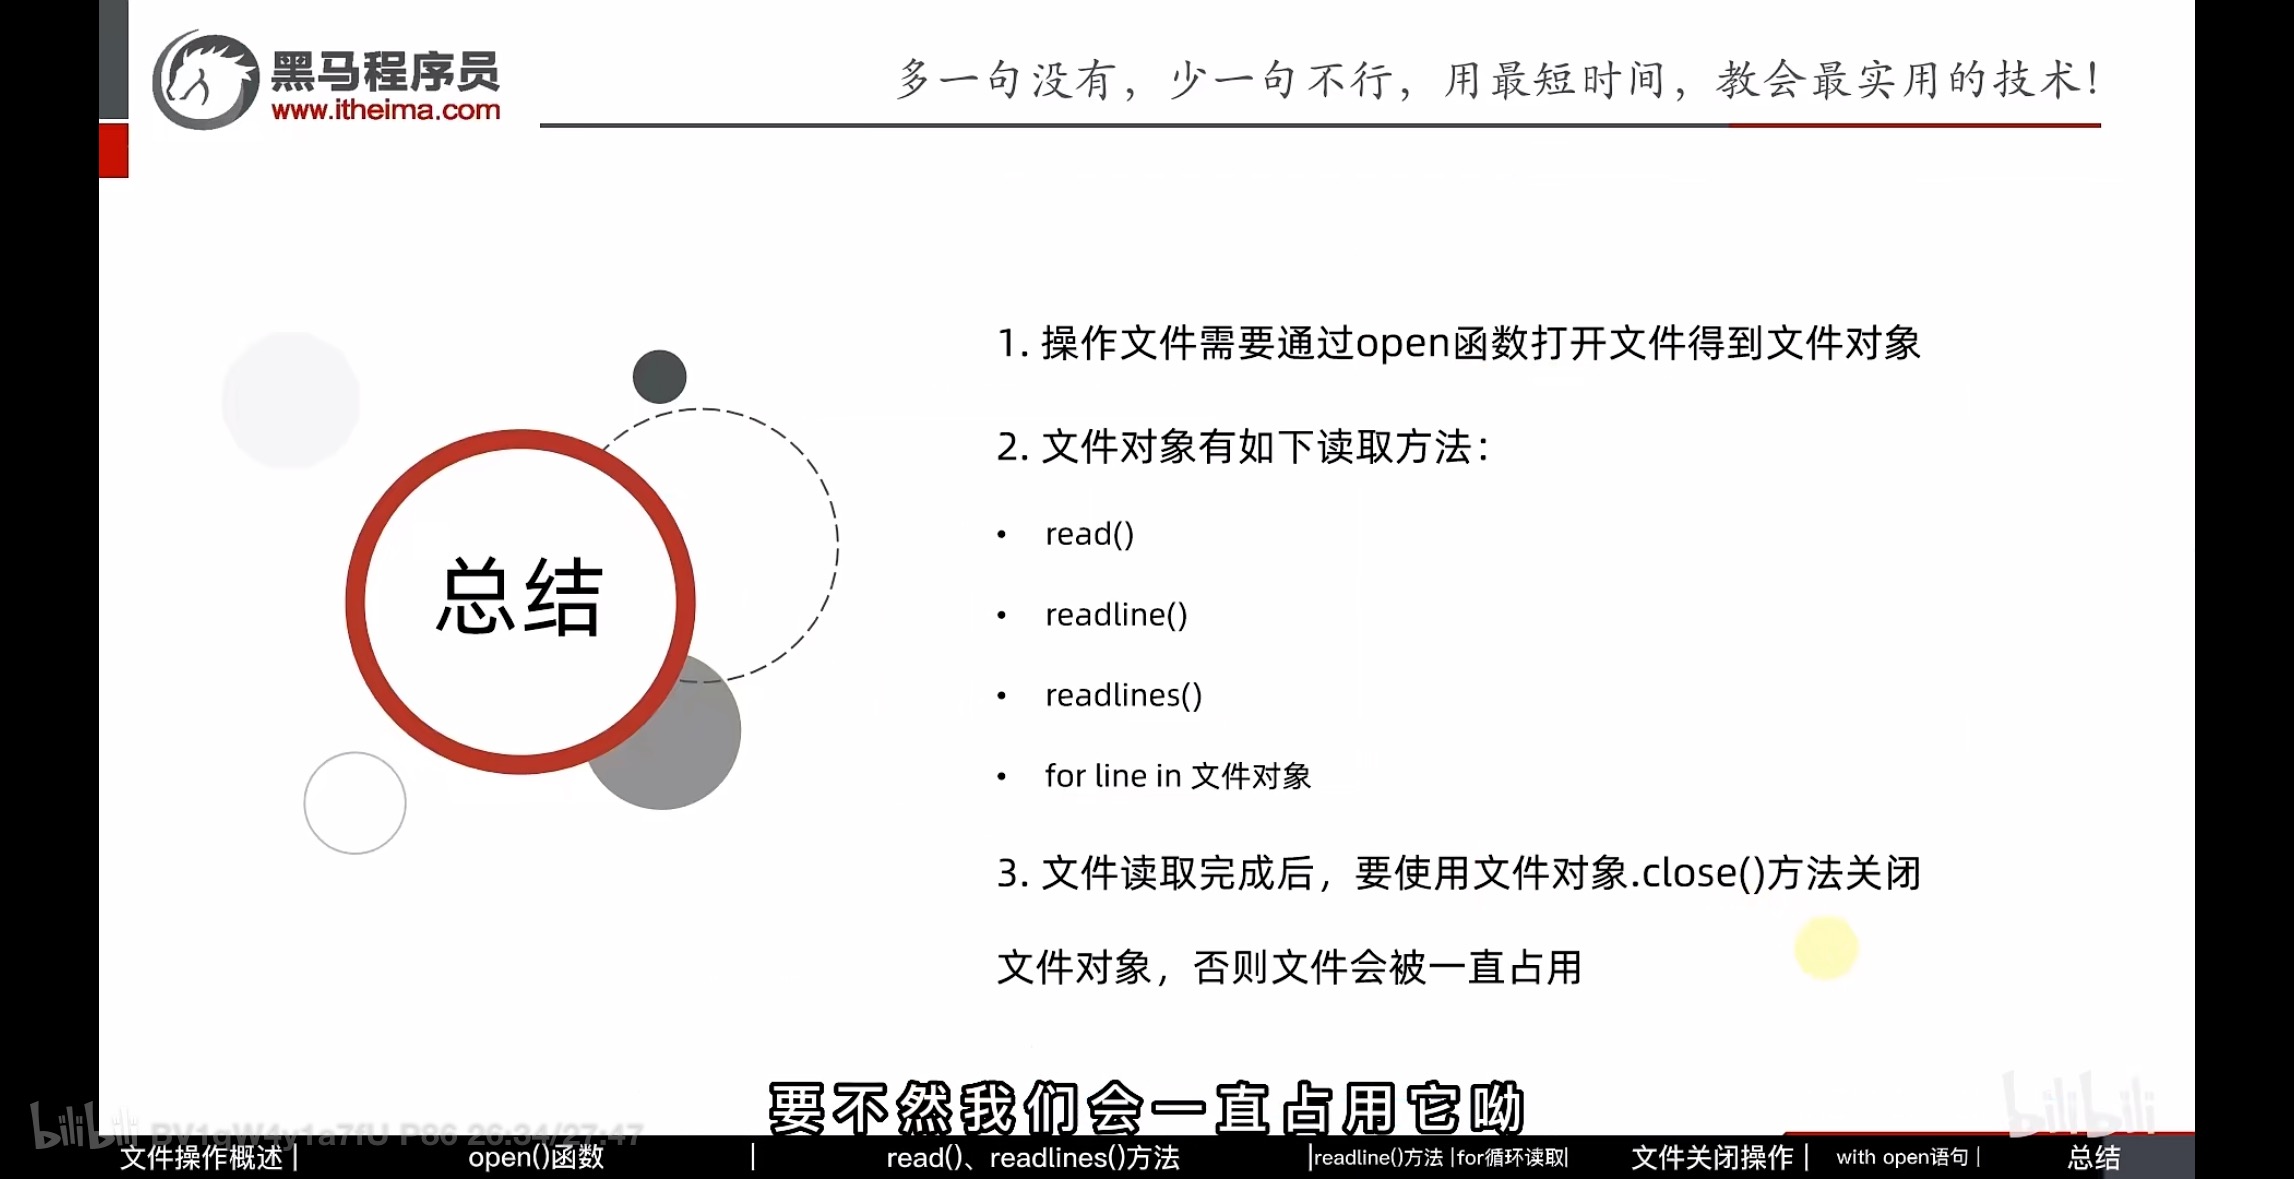 黑马程序员
www.itheima.com
多一句没有，少一句不行，用最短时间，教会最实用的技术！
总结
1. 操作文件需要通过open函数打开文件得到文件对象
2. 文件对象有如下读取方法：
• read()
• readline()
• readlines()
• for line in 文件对象
3. 文件读取完成后，要使用文件对象.close()方法关闭
文件对象，否则文件会被一直占用
要不然我们会一直占用它呦
bilibili BV1qW4y1a7fU P86 26:34/27:47
bilibili
文件操作概述 | open()函数 | read()、readlines()方法 |readline()方法 |for循环读取| 文件关闭操作 | with open语句 | 总结